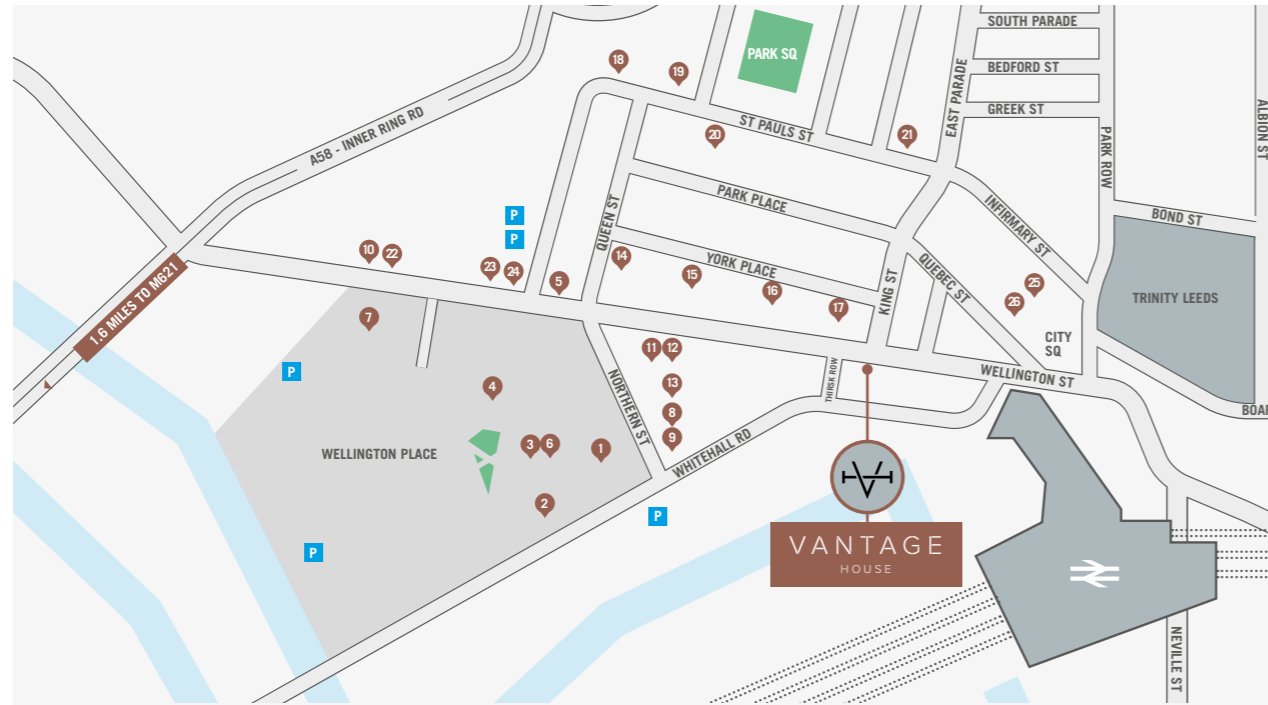 SOUTH PARADE
PARK SQ
BEDFORD ST
GREEK ST
EAST PARADE
ALBION ST
A58 - INNER RING RD
18
19
20
21
ST PAULS ST
PARK ROW
PARK PLACE
INFIRMARY ST
BOND ST
P
P
QUEEN ST
YORK PLACE
KING ST
QUEBEC ST
10
22
23
24
5
14
15
16
17
25
26
TRINITY LEEDS
CITY
SQ
1.6 MILES TO M621
7
11
12
THIRSK ROW
WELLINGTON ST
P
4
13
8
9
NORTHERN ST
BOAR
WELLINGTON PLACE
3
6
1
WHITEHALL RD
2
P
P
VANTAGE
HOUSE
NEVILLE ST